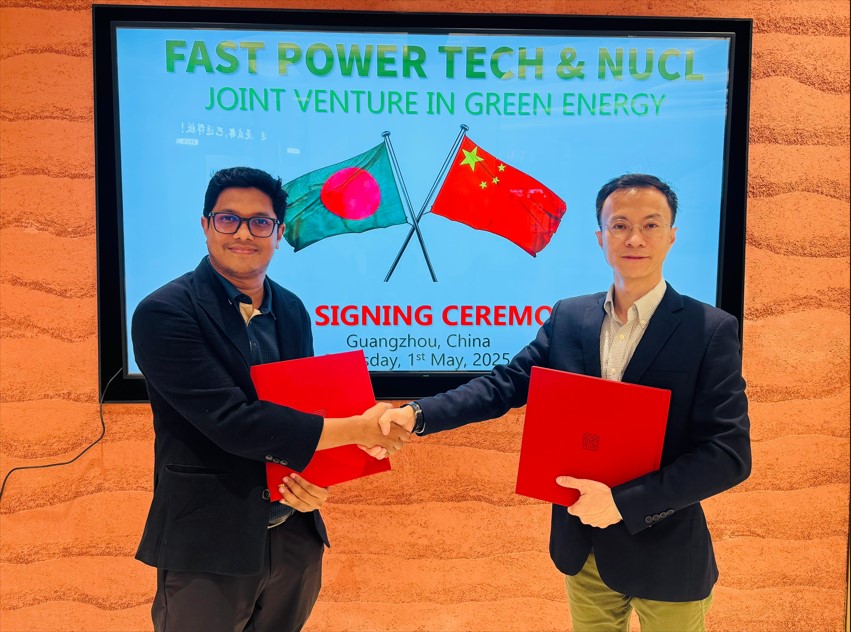 FAST POWER TECH & NUCL
JOINT VENTURE IN GREEN ENERGY
SIGNING CEREMO
Guangzhou, China
sday, 1st May, 2025